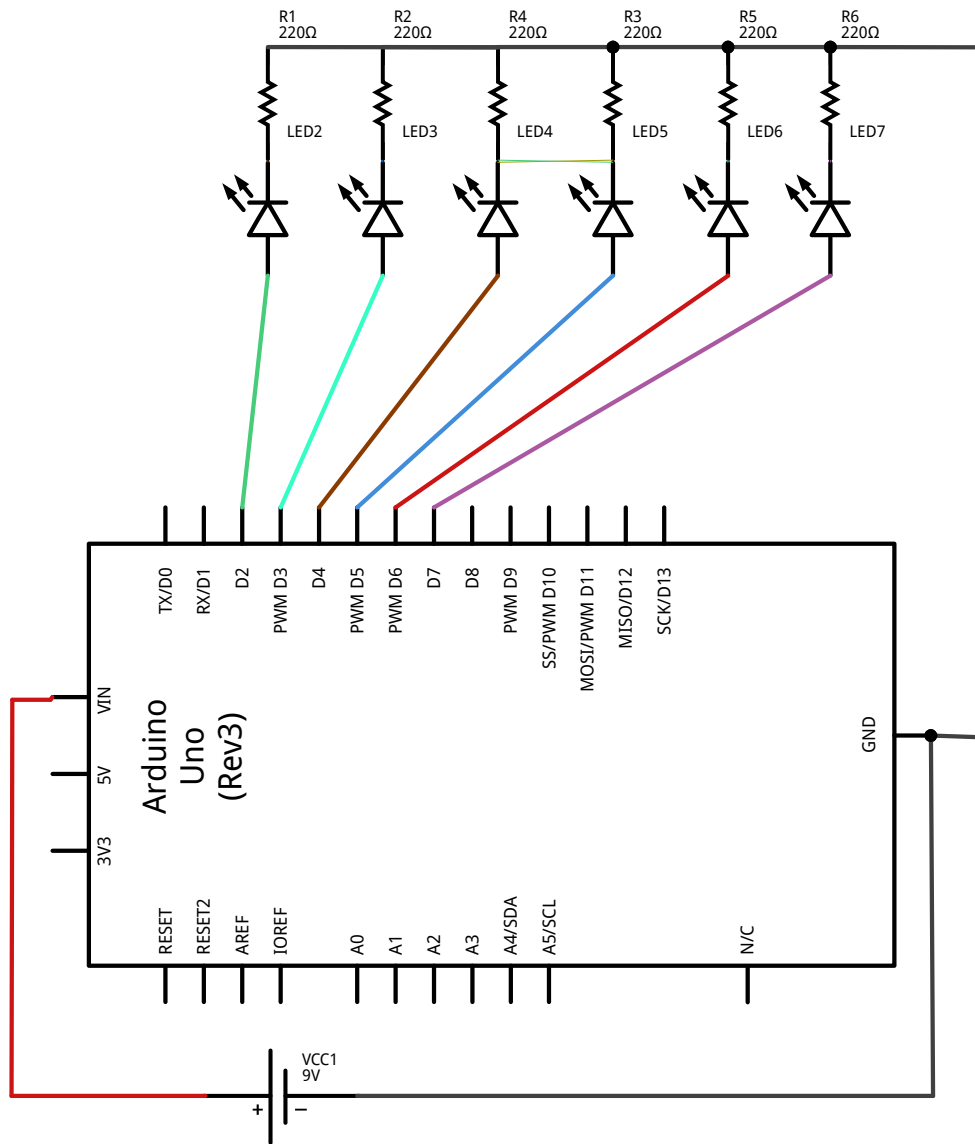 R1
220Ω
R2
220Ω
R4
220Ω
R3
220Ω
R5
220Ω
R6
220Ω
LED2
LED3
LED4
LED5
LED6
LED7
TX/D0
RX/D1
D2
PWM D3
D4
PWM D5
PWM D6
D7
D8
PWM D9
SS/PWM D10
MOSI/PWM D11
MISO/D12
SCK/D13
VIN
5V
3V3
Arduino
Uno
(Rev3)
GND
RESET
RESET2
AREF
IOREF
A0
A1
A2
A3
A4/SDA
A5/SCL
N/C
VCC1
9V
+
−